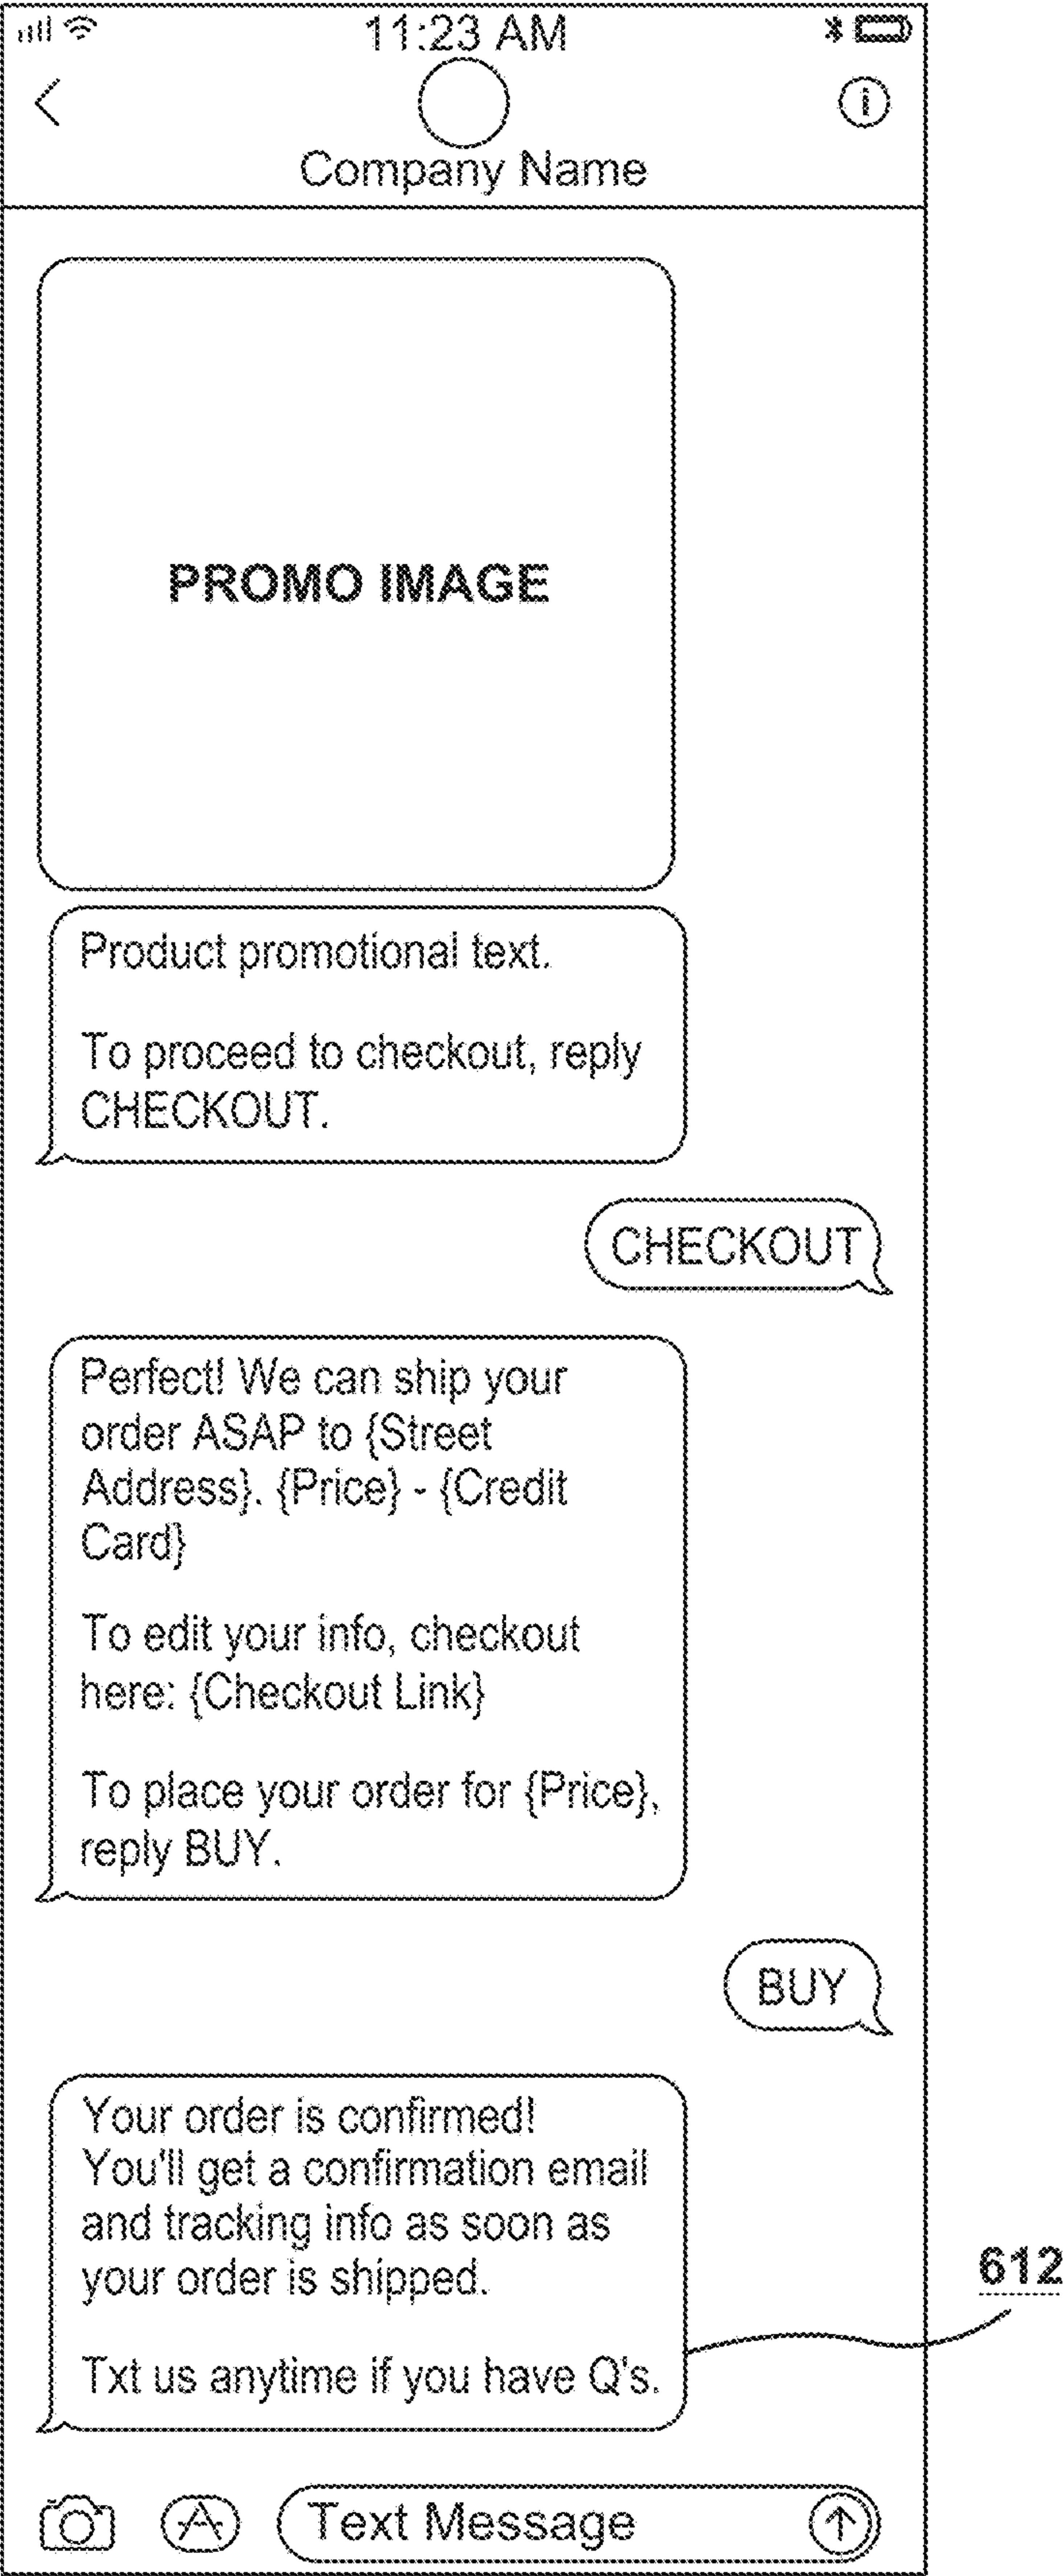 11:23 AM
Company Name
PROMO IMAGE
Product promotional text.
To proceed to checkout, reply
CHECKOUT.
CHECKOUT
Perfect! We can ship your
order ASAP to {Street
Address}. {Price} - {Credit
Card}
To edit your info, checkout
here: {Checkout Link}
To place your order for {Price},
reply BUY.
BUY
Your order is confirmed!
You'll get a confirmation email
and tracking info as soon as
your order is shipped.
612
Txt us anytime if you have Q's.
Text Message